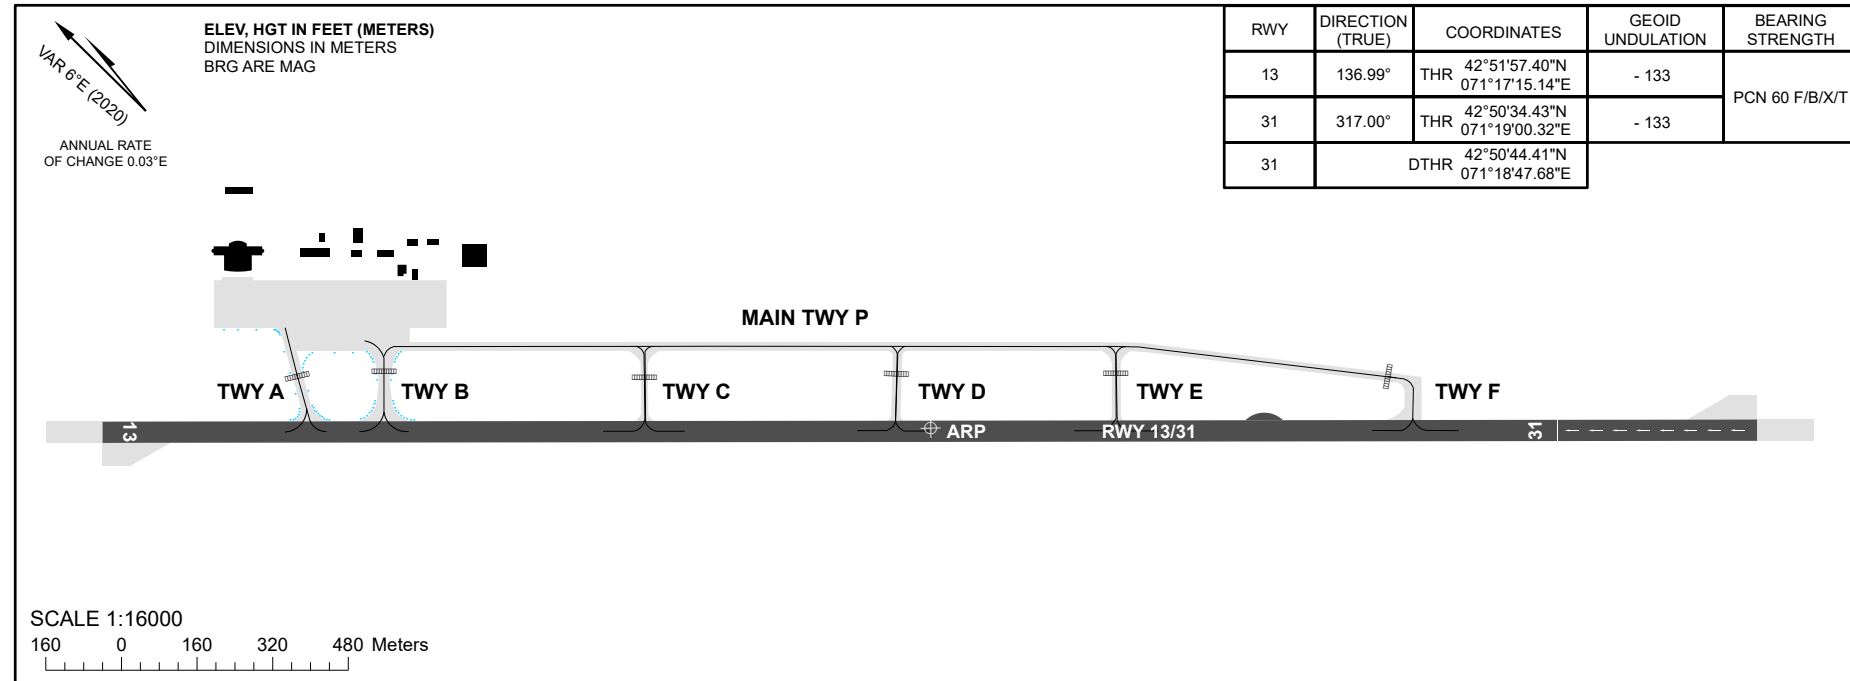 VAR 6°E (2020)
ANNUAL RATE
OF CHANGE 0.03°E
ELEV, HGT IN FEET (METERS)
DIMENSIONS IN METERS
BRG ARE MAG
RWY DIRECTION (TRUE) COORDINATES GEOID UNDULATION BEARING STRENGTH
13 136.99° THR 42°51'57.40"N 071°17'15.14"E - 133 PCN 60 F/B/X/T
31 317.00° THR 42°50'34.43"N 071°19'00.32"E - 133
31 DTHR 42°50'44.41"N 071°18'47.68"E
MAIN TWY P
TWY A TWY B TWY C TWY D TWY E TWY F
13 ARP RWY 13/31 31
SCALE 1:16000
160 0 160 320 480 Meters